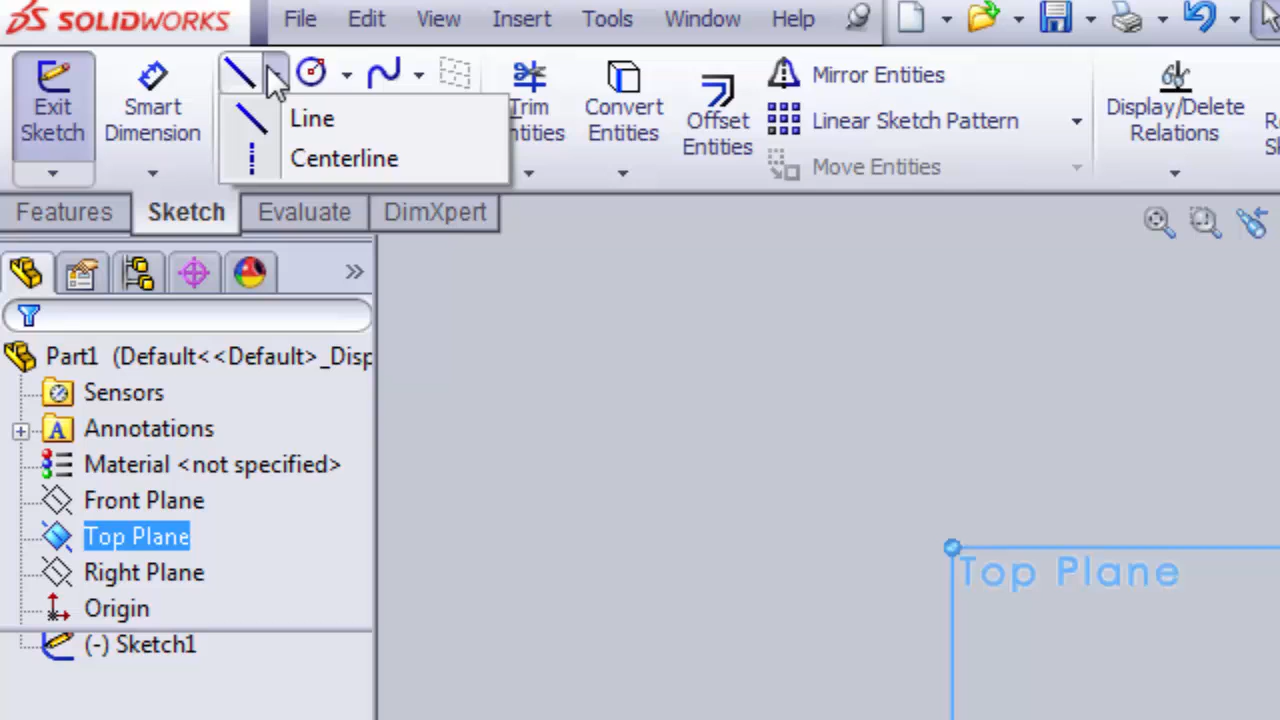 SOLIDWORKS File Edit View Insert Tools Window Help
Exit Sketch
Smart Dimension
Line
Centerline
Convert Entities
Offset Entities
Mirror Entities
Linear Sketch Pattern
Move Entities
Display/Delete Relations
Features Sketch Evaluate DimXpert
Part1 (Default<<Default>_Disp
Sensors
Annotations
Material <not specified>
Front Plane
Top Plane
Right Plane
Origin
(-) Sketch1
Top Plane